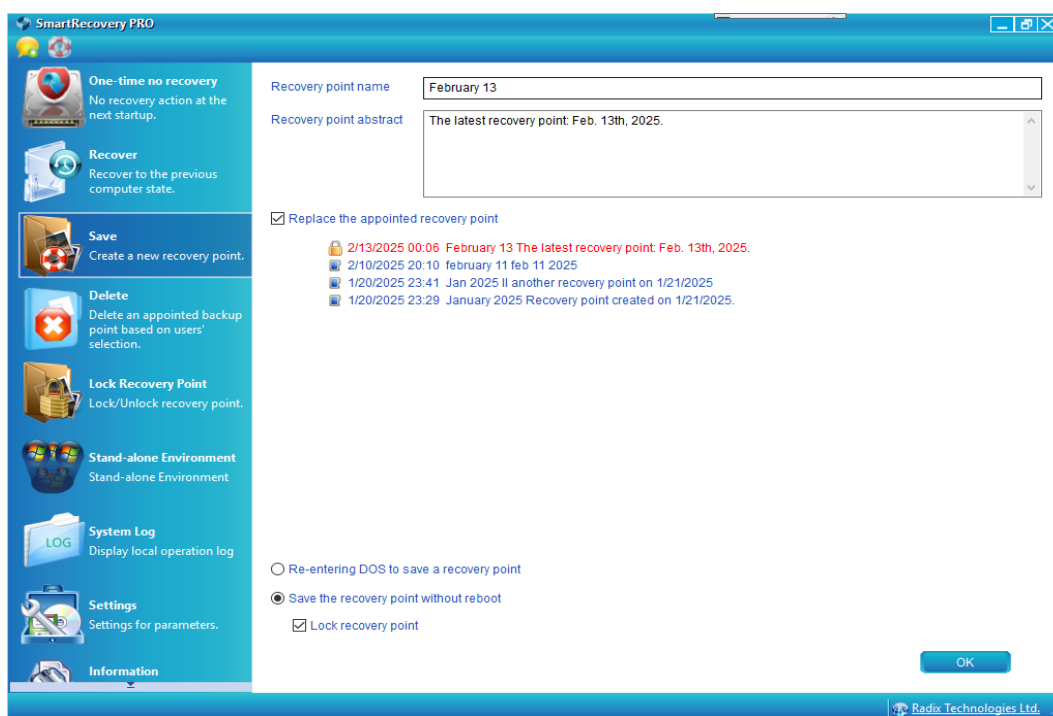 SmartRecovery PRO
One-time no recovery
No recovery action at the
next startup.
Recover
Recover to the previous
computer state.
Save
Create a new recovery point.
Delete
Delete an appointed backup
point based on users'
selection.
Lock Recovery Point
Lock/Unlock recovery point.
Stand-alone Environment
Stand-alone Environment
LOG
System Log
Display local operation log
Settings
Settings for parameters.
Information
Recovery point name
February 13
Recovery point abstract
The latest recovery point: Feb. 13th, 2025.
Replace the appointed recovery point
2/13/2025 00:06 February 13 The latest recovery point: Feb. 13th, 2025.
2/10/2025 20:10 february 11 feb 11 2025
1/20/2025 23:41 Jan 2025 II another recovery point on 1/21/2025
1/20/2025 23:29 January 2025 Recovery point created on 1/21/2025.
Re-entering DOS to save a recovery point
Save the recovery point without reboot
Lock recovery point
OK
Radix Technologies Ltd.